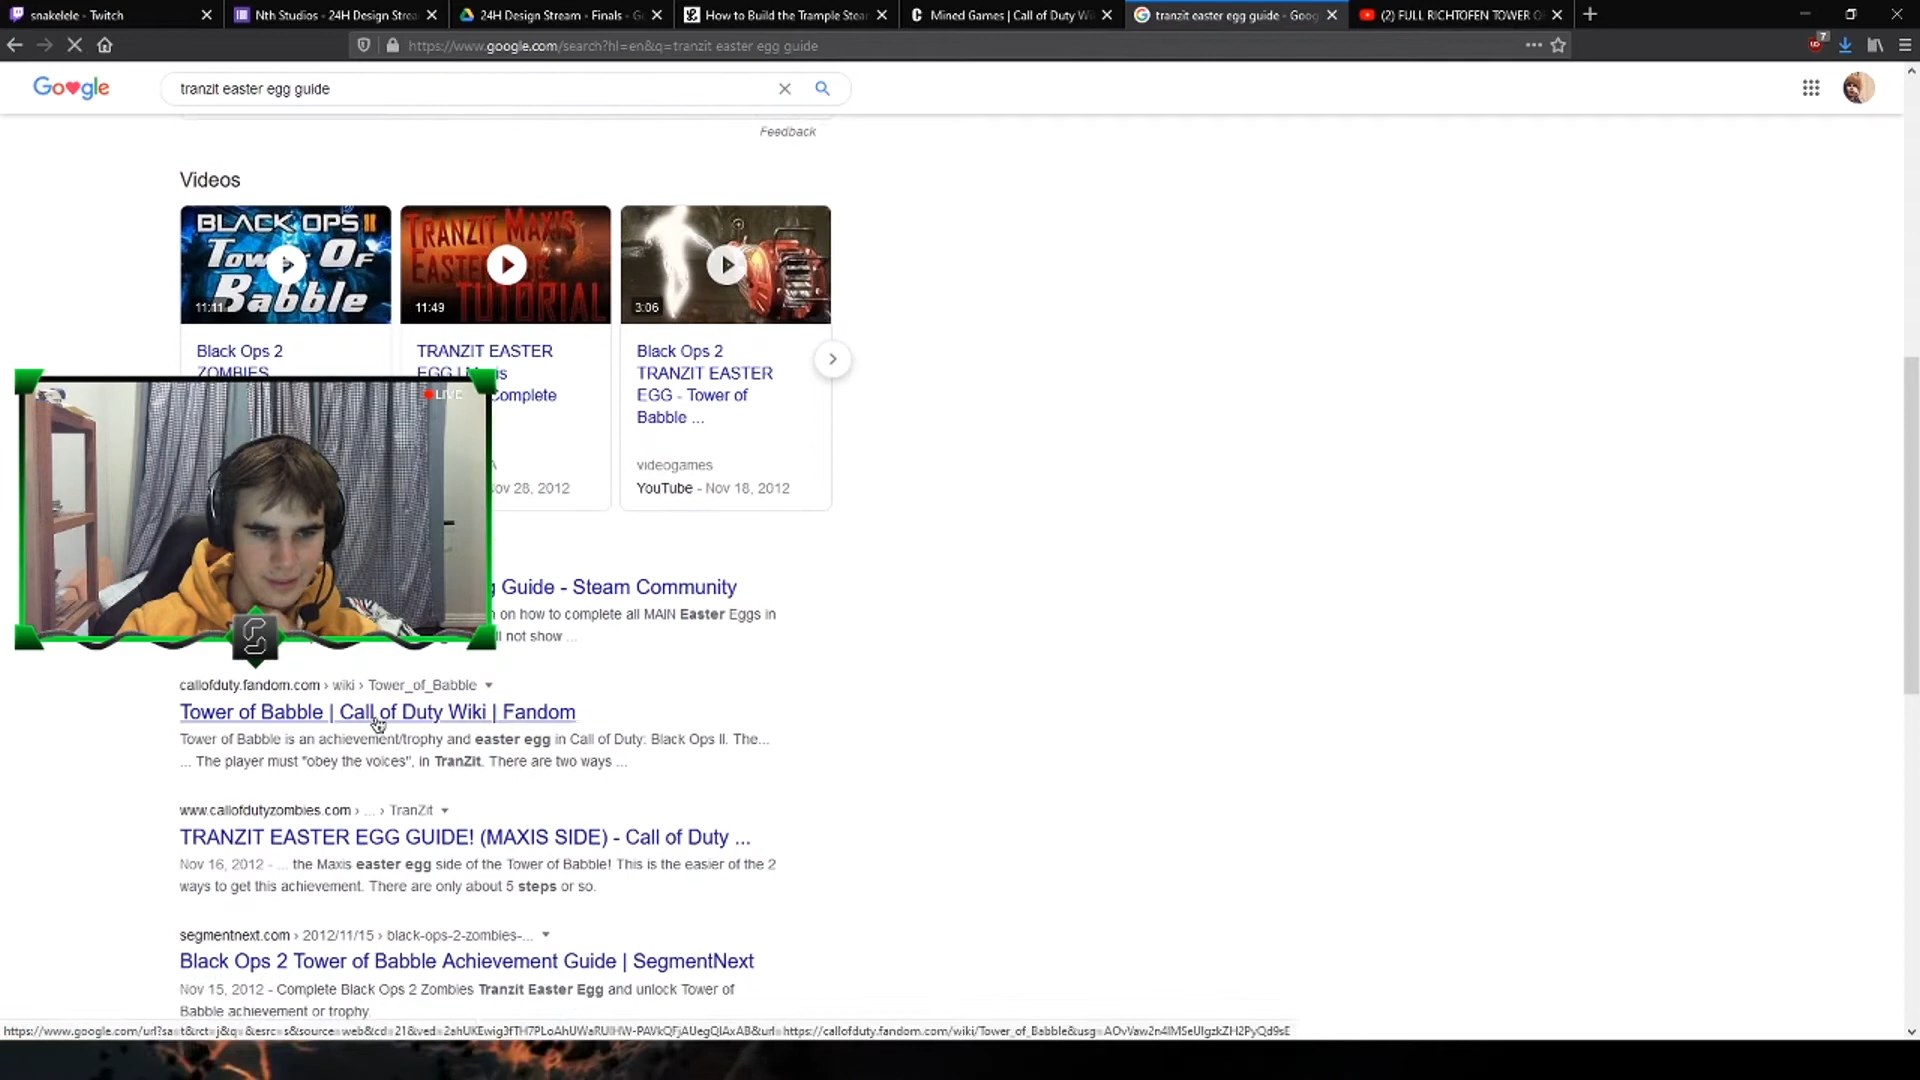 snakelele - Twitch
Nth Studios - 24H Design Strea
24H Design Stream - Finals - G
How to Build the Trample Stea
Mined Games | Call of Duty W
tranzit easter egg guide - Goog
(2) FULL RICHTOFEN TOWER O
https://www.google.com/search?hl=en&q=tranzit easter egg guide
7
tranzit easter egg guide
Feedback
Videos
BLACK OPS II
Tower Of
Babble
11:11
TRANZIT MAXIS
TUTORIAL
11:49
3:06
Black Ops 2
ZOMBIES
TRANZIT EASTER
Complete
Nov 28, 2012
Black Ops 2
TRANZIT EASTER
EGG - Tower of
Babble ...
videogames
YouTube - Nov 18, 2012
LIVE
Guide - Steam Community
on how to complete all MAIN Easter Eggs in
not show ...
callofduty.fandom.com › wiki › Tower_of_Babble
Tower of Babble | Call of Duty Wiki | Fandom
Tower of Babble is an achievement/trophy and easter egg in Call of Duty: Black Ops II. The...
... The player must "obey the voices", in TranZit. There are two ways ...
www.callofdutyzombies.com › ... › TranZit
TRANZIT EASTER EGG GUIDE! (MAXIS SIDE) - Call of Duty ...
Nov 16, 2012 - ... the Maxis easter egg side of the Tower of Babble! This is the easier of the 2
ways to get this achievement. There are only about 5 steps or so.
segmentnext.com › 2012/11/15 › black-ops-2-zombies-...
Black Ops 2 Tower of Babble Achievement Guide | SegmentNext
Nov 15, 2012 - Complete Black Ops 2 Zombies Tranzit Easter Egg and unlock Tower of
Babble achievement or trophy.